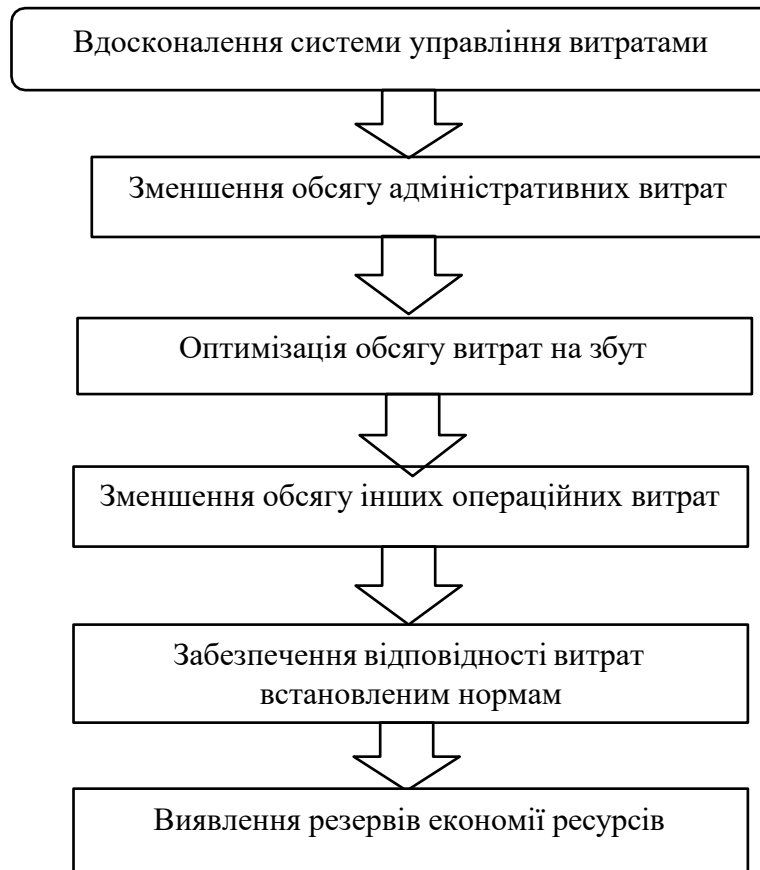 Вдосконалення системи управління витратами
Зменшення обсягу адміністративних витрат
Оптимізація обсягу витрат на збут
Зменшення обсягу інших операційних витрат
Забезпечення відповідності витрат
встановленим нормам
Виявлення резервів економії ресурсів